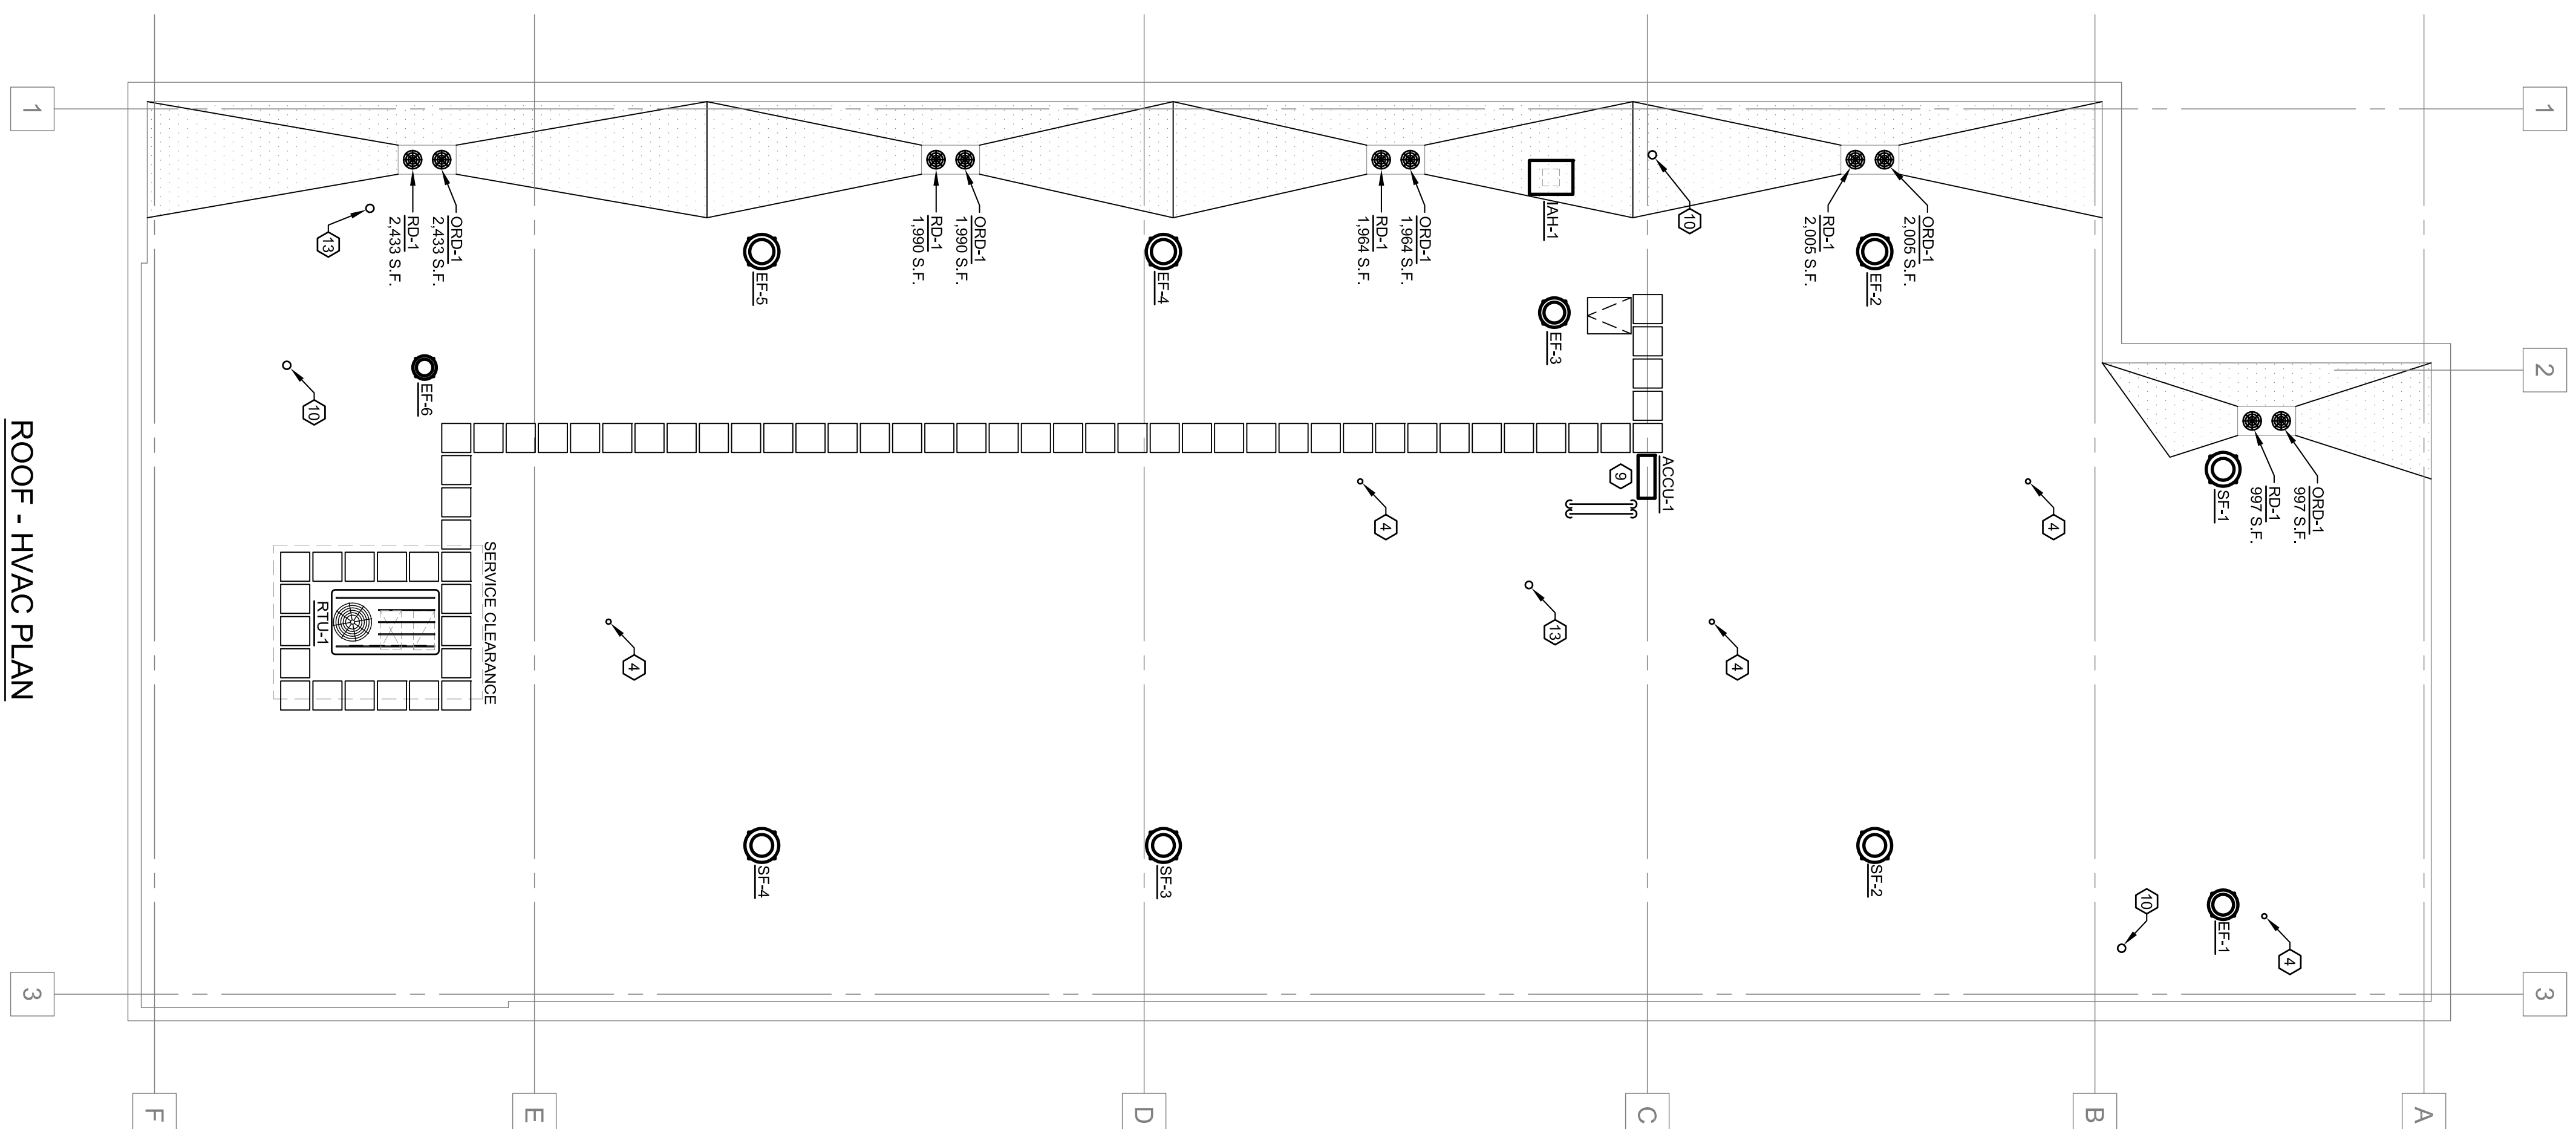 1
2
3
A
ORD-1
997 S.F.
RD-1
997 S.F.
4
SF-1
EF-1
10
B
4
ORD-1
2,005 S.F.
EF-2
SF-2
RD-1
2,005 S.F.
4
10
ACCU-1
C
9
IAH-1
EF-3
13
ORD-1
1,964 S.F.
RD-1
1,964 S.F.
4
EF-4
SF-3
D
ORD-1
1,990 S.F.
RD-1
1,990 S.F.
EF-5
SF-4
4
E
SERVICE CLEARANCE
ORD-1
2,433 S.F.
RD-1
2,433 S.F.
EF-6
13
RTU-1
10
F
1
3
ROOF - HVAC PLAN